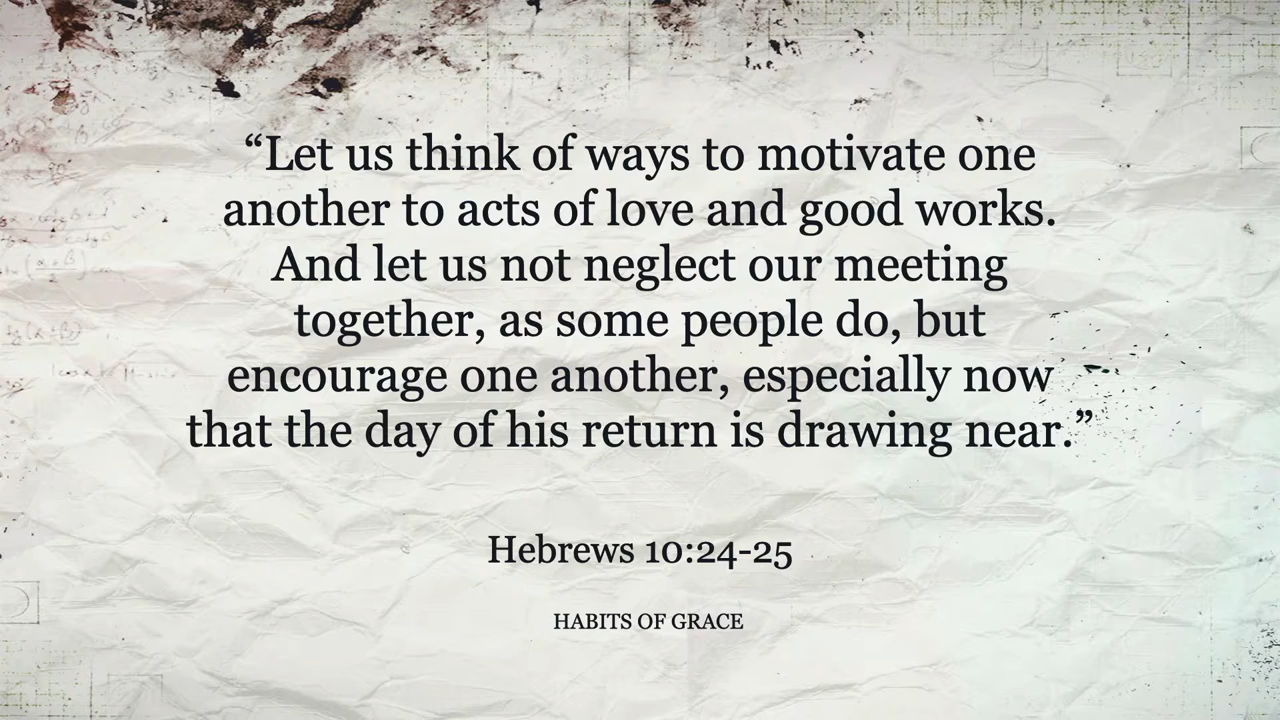 “Let us think of ways to motivate one
another to acts of love and good works.
And let us not neglect our meeting
together, as some people do, but
encourage one another, especially now
that the day of his return is drawing near.”
Hebrews 10:24-25
HABITS OF GRACE